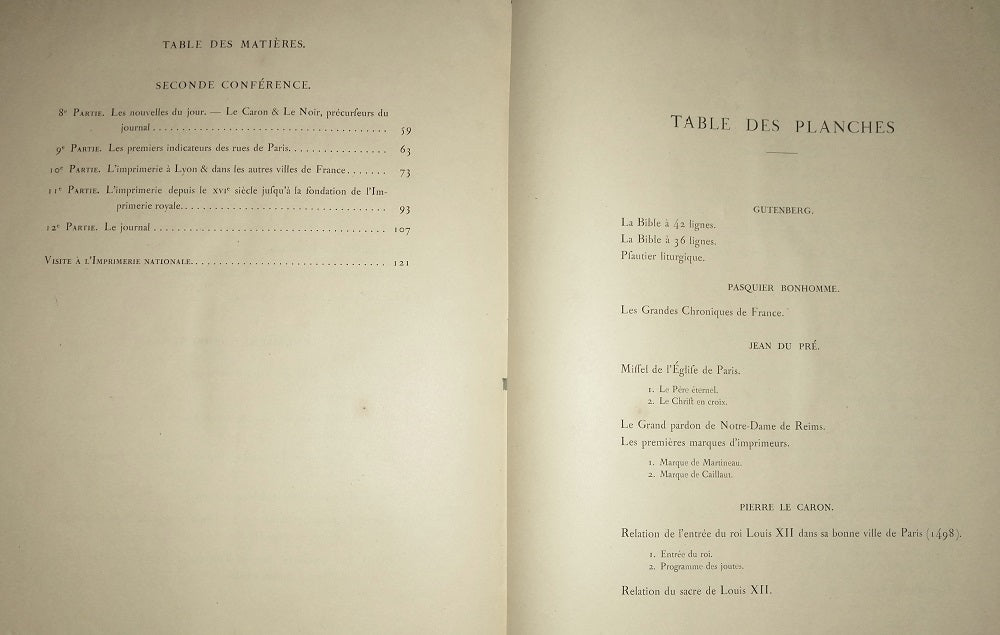 TABLE DES MATIÈRES.
SECONDE CONFÉRENCE.
8e PARTIE. Les nouvelles du jour. — Le Caron & Le Noir, précurſeurs du
journal . . . . . . . . . . . . . . . . . . . . . . . . . . . . . . . . . . . . . . . . 59
9e PARTIE. Les premiers indicateurs des rues de Paris. . . . . . . . . . . . . . . . . 63
10e PARTIE. L'imprimerie à Lyon & dans les autres villes de France . . . . . . . 73
11e PARTIE. L'imprimerie depuis le XVIe siècle juſqu'à la fondation de l'Im-
primerie royale. . . . . . . . . . . . . . . . . . . . . . . . . . . . . . . . . . . . 93
12e PARTIE. Le journal . . . . . . . . . . . . . . . . . . . . . . . . . . . . . . . . . . . . 107
VISITE À L'IMPRIMERIE NATIONALE. . . . . . . . . . . . . . . . . . . . . . . . . . . . . . 121
TABLE DES PLANCHES
GUTENBERG.
La Bible à 42 lignes.
La Bible à 36 lignes.
Pſautier liturgique.
PASQUIER BONHOMME.
Les Grandes Chroniques de France.
JEAN DU PRÉ.
Miſſel de l'Égliſe de Paris.
1. Le Père éternel.
2. Le Chriſt en croix.
Le Grand pardon de Notre-Dame de Reims.
Les premières marques d'imprimeurs.
1. Marque de Martineau.
2. Marque de Caillaut.
PIERRE LE CARON.
Relation de l'entrée du roi Louis XII dans sa bonne ville de Paris (1498).
1. Entrée du roi.
2. Programme des joutes.
Relation du sacre de Louis XII.